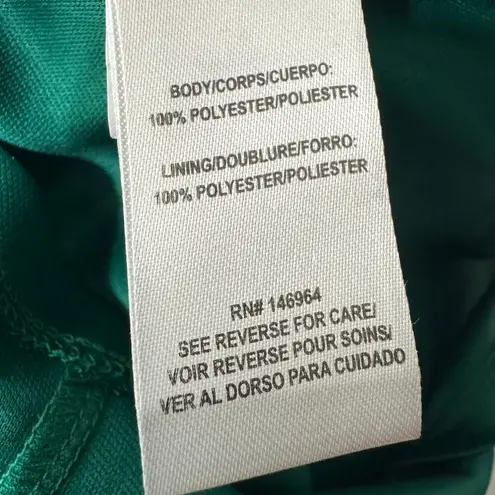 BODY/CORPS/CUERPO:
100% POLYESTER/POLIESTER
LINING/DOUBLURE/FORRO:
100% POLYESTER/POLIESTER
RN# 146964
SEE REVERSE FOR CARE/
VOIR REVERSE POUR SOINS/
VER AL DORSO PARA CUIDADO